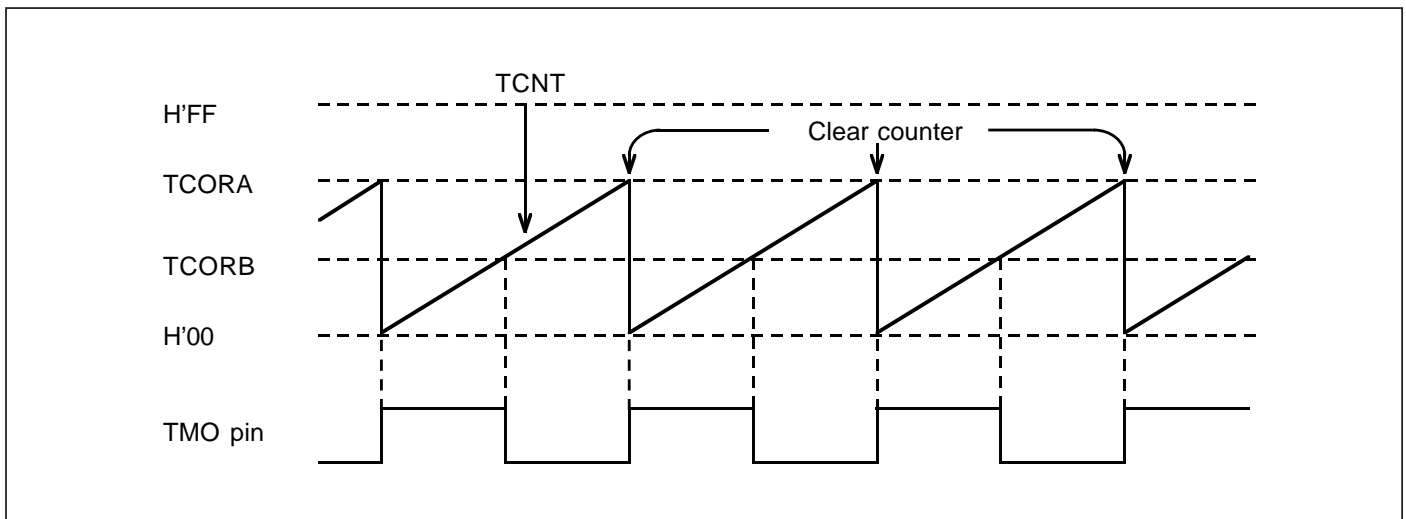 TCNT
H'FF
Clear counter
TCORA
TCORB
H'00
TMO pin